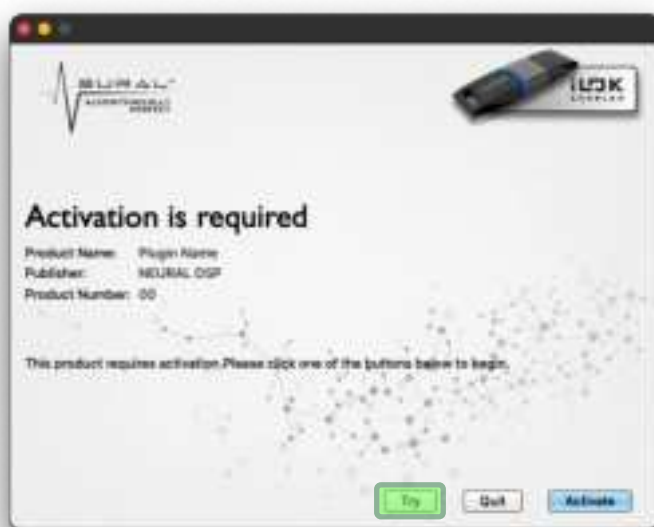 iLOK
Activation is required
Product Name: Plugin Name
Publisher: NEURAL DSP
Product Number: 00
This product requires activation.Please click one of the buttons below to begin.
Try Quit Activate